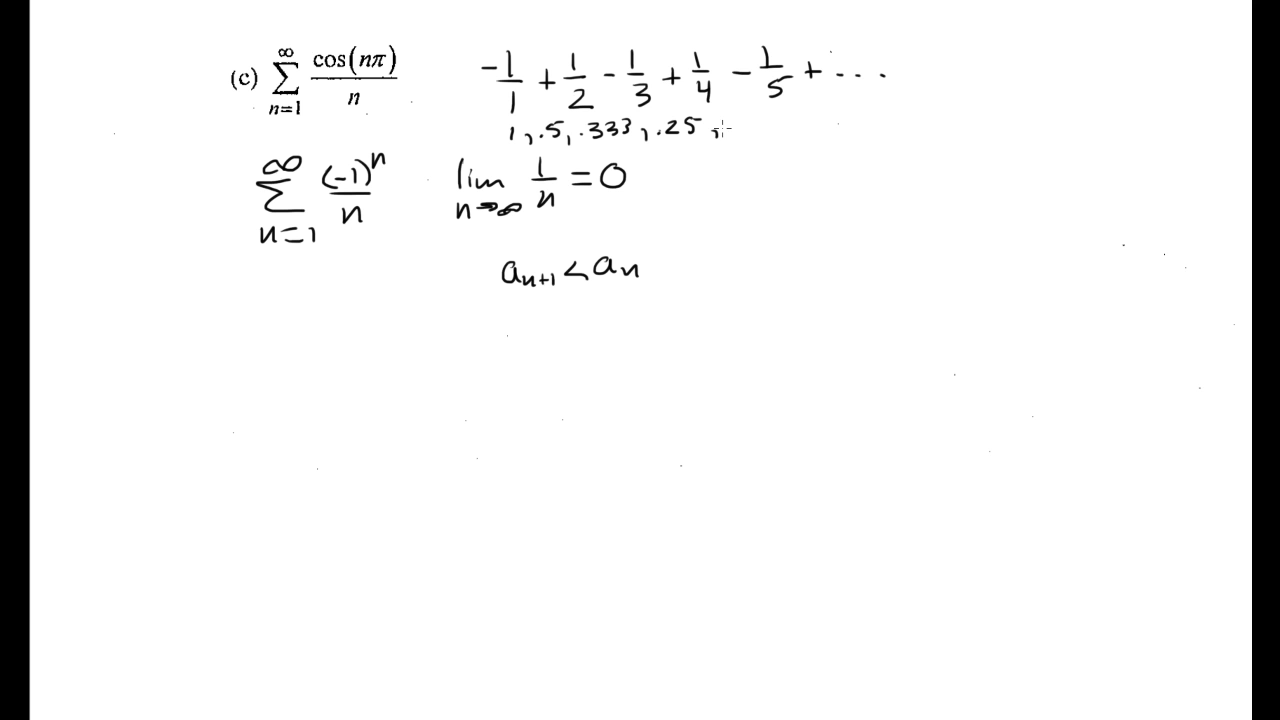 (c) ∑_{n=1}^{∞} cos(nπ)/n   -1/1 + 1/2 - 1/3 + 1/4 - 1/5 + ...
1, .5, .333, .25,
∑_{n=1}^{∞} (-1)^n/n   lim_{n→∞} 1/n = 0
a_{n+1} < a_n